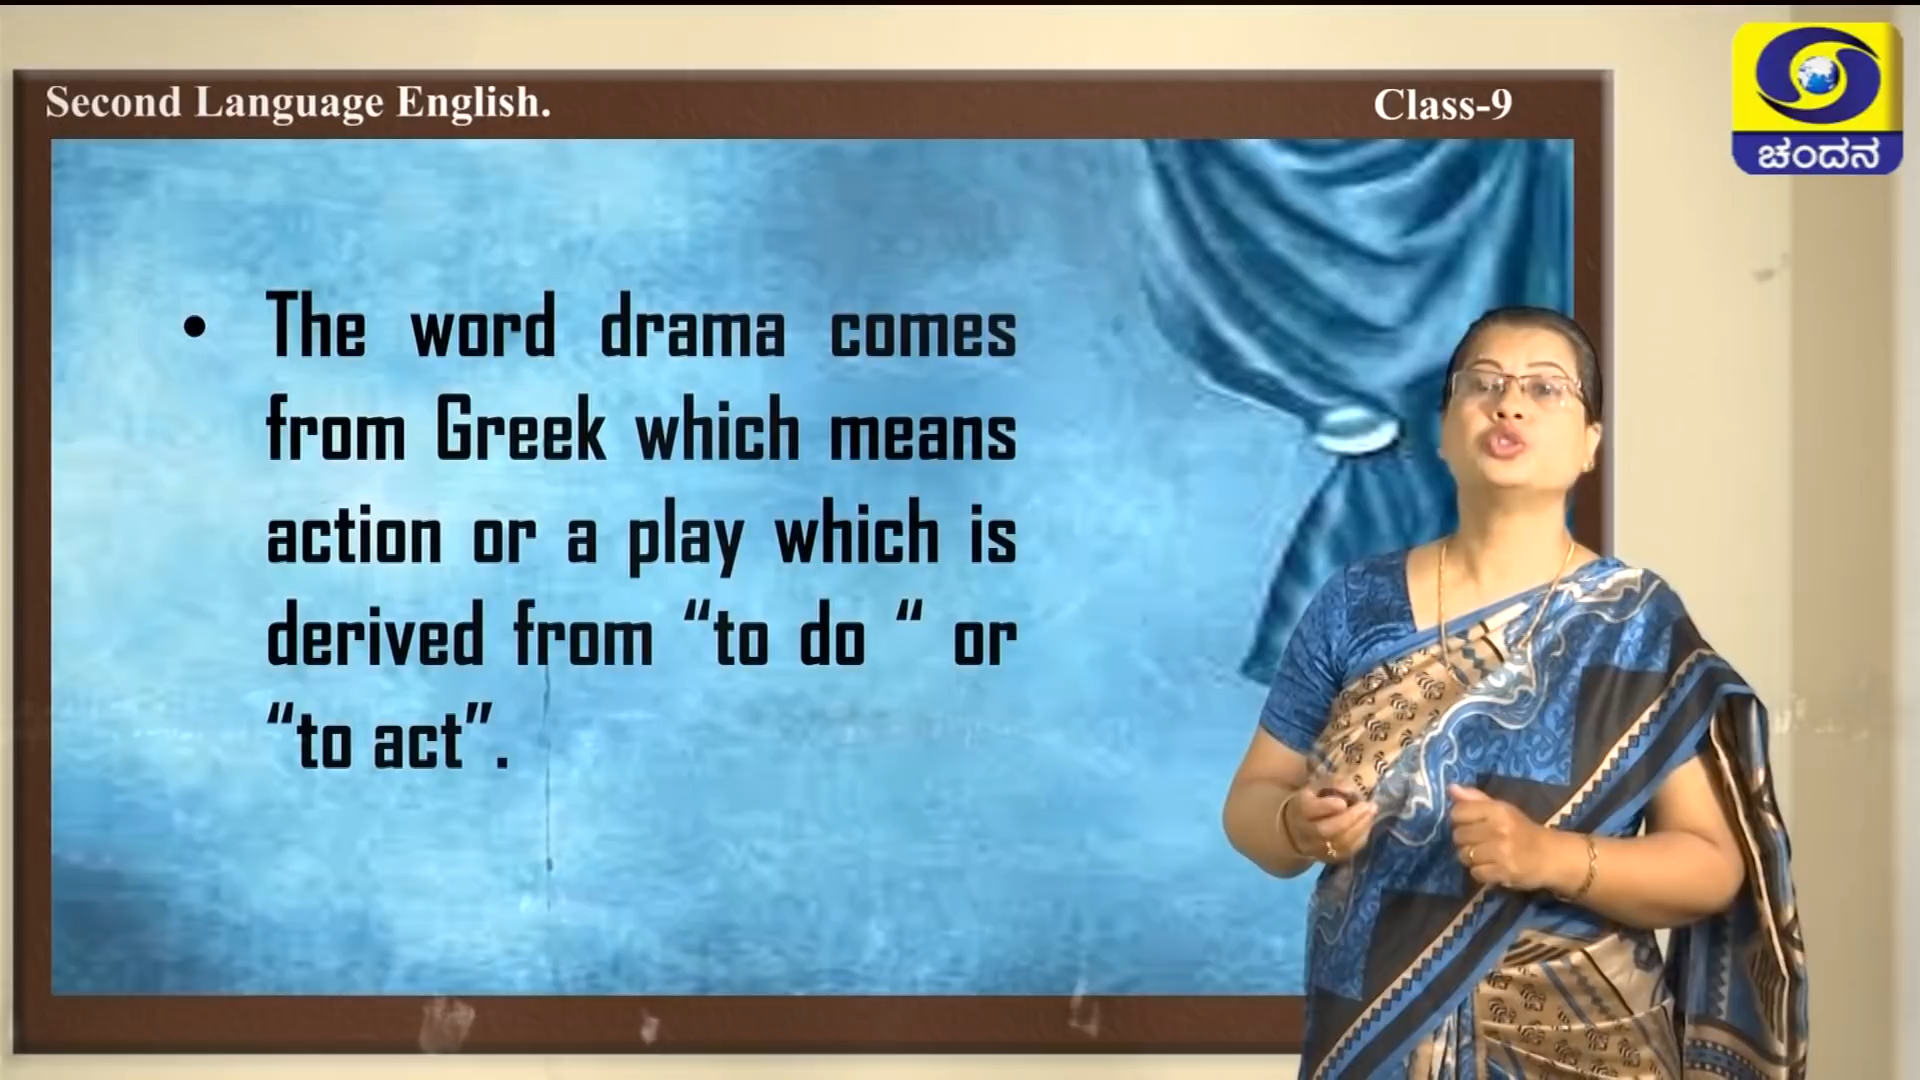 Second Language English.
Class-9
ಚಂದನ
• The word drama comes
from Greek which means
action or a play which is
derived from “to do “ or
“to act”.